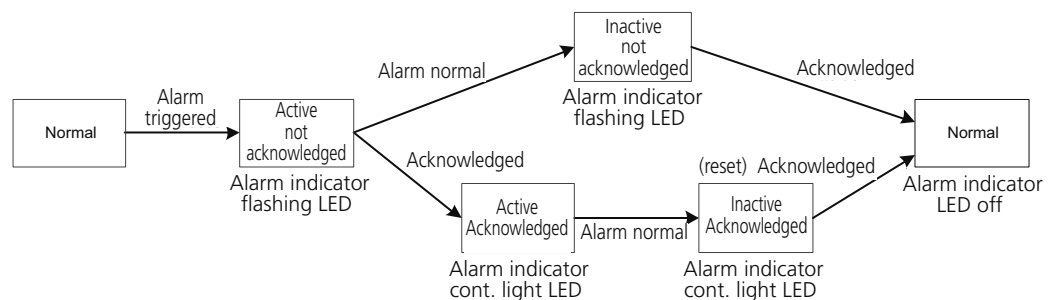 Normal
Alarm
triggered
Active
not
acknowledged
Alarm indicator
flashing LED
Alarm normal
Inactive
not
acknowledged
Alarm indicator
flashing LED
Acknowledged
Acknowledged
Active
Acknowledged
Alarm indicator
cont. light LED
Alarm normal
Inactive
Acknowledged
Alarm indicator
cont. light LED
(reset) Acknowledged
Normal
Alarm indicator
LED off